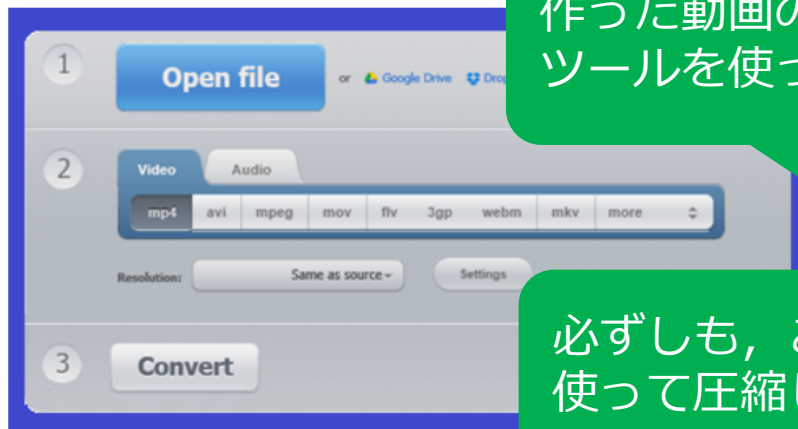 作った動画の
ツールを使っ
1
Open file or Google Drive Drop
2
Video Audio
mp4 avi mpeg mov flv 3gp webm mkv more
Resolution: Same as source Settings
必ずしも，
使って圧縮
3
Convert